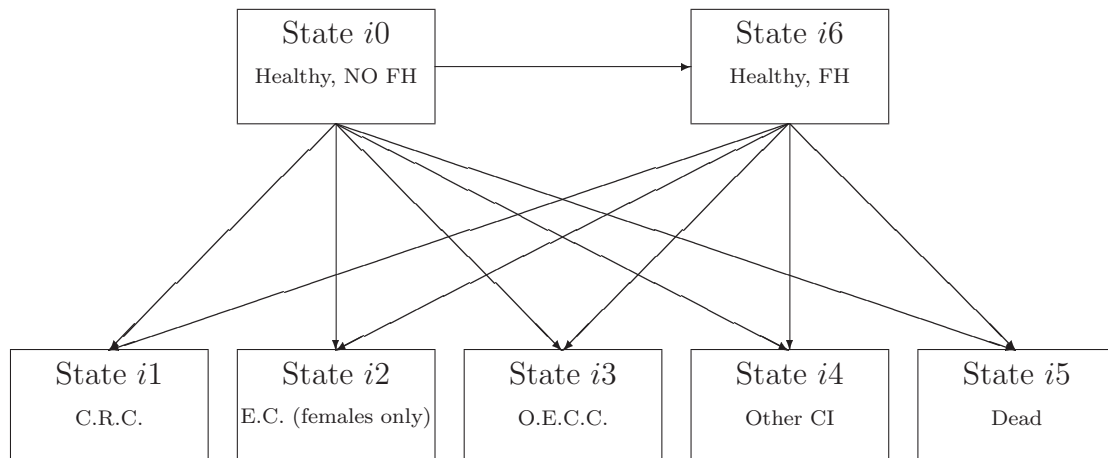 State i0
Healthy, NO FH
State i6
Healthy, FH
State i1
C.R.C.
State i2
E.C. (females only)
State i3
O.E.C.C.
State i4
Other CI
State i5
Dead